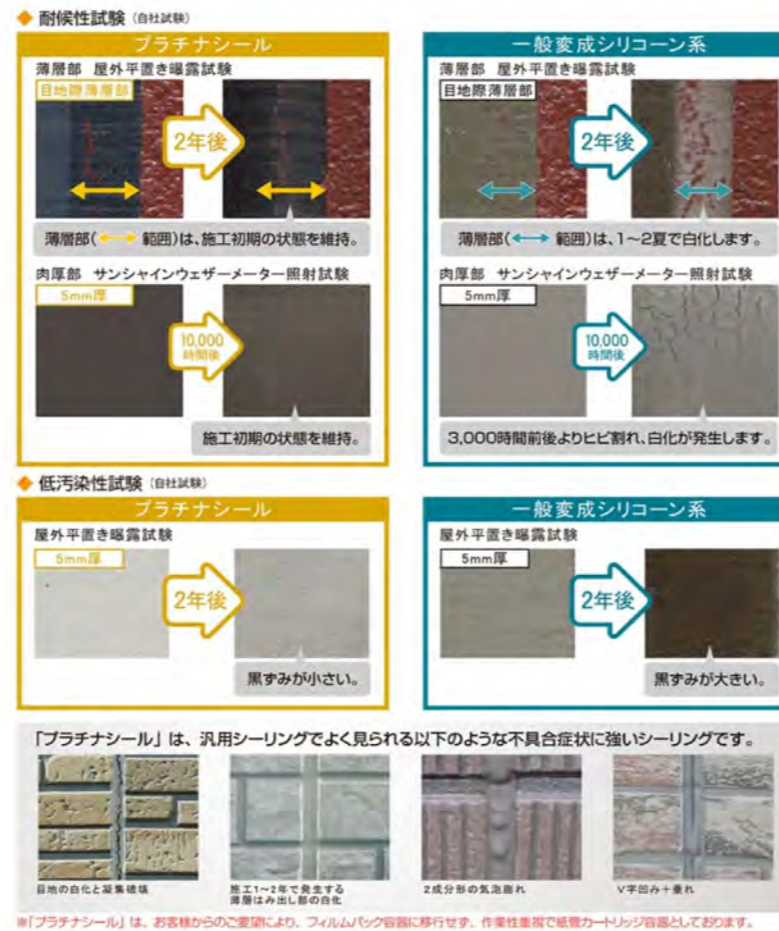 ◆ 耐候性試験（自社試験）
プラチナシール
薄層部 屋外平置き曝露試験
目地際薄層部
2年後
薄層部(⟷ 範囲)は、施工初期の状態を維持。
肉厚部 サンシャインウェザーメーター照射試験
5mm厚
10,000
時間後
施工初期の状態を維持。
一般変成シリコーン系
薄層部 屋外平置き曝露試験
目地際薄層部
2年後
薄層部(⟷ 範囲)は、1〜2夏で白化します。
肉厚部 サンシャインウェザーメーター照射試験
5mm厚
10,000
時間後
3,000時間前後よりヒビ割れ、白化が発生します。
◆ 低汚染性試験（自社試験）
プラチナシール
屋外平置き曝露試験
5mm厚
2年後
黒ずみが小さい。
一般変成シリコーン系
屋外平置き曝露試験
5mm厚
2年後
黒ずみが大きい。
「プラチナシール」は、汎用シーリングでよく見られる以下のような不具合症状に強いシーリングです。
目地の白化と凝集破壊
施工1〜2年で発生する
薄層はみ出し部の白化
2成分形の気泡膨れ
V字凹み＋垂れ
※「プラチナシール」は、お客様からのご要望により、フィルムパック容器に移行せず、作業性重視で紙管カートリッジ容器としております。